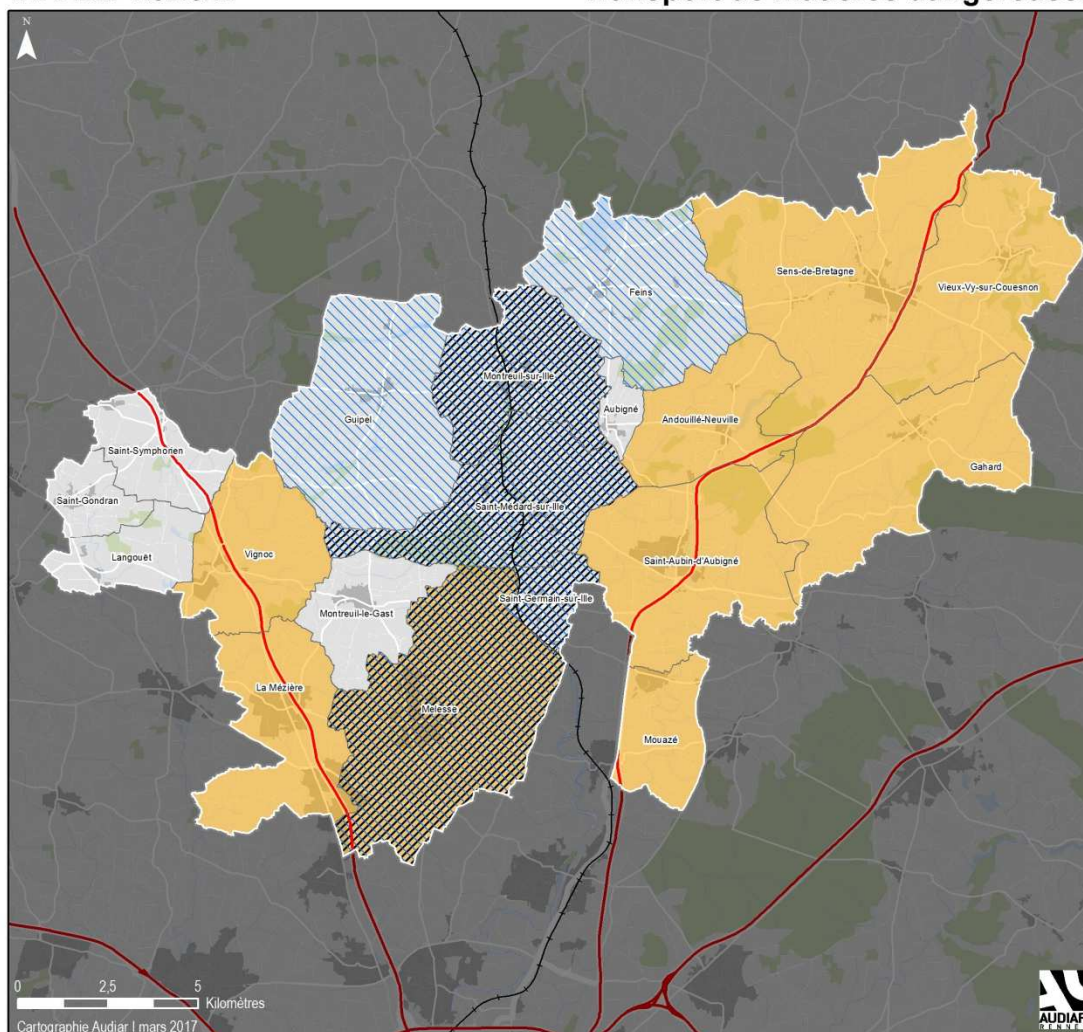 N
Sens-de-Bretagne
Vieux-Vy-sur-Couesnon
Feins
Montreuil-sur-Ille
Aubigné
Guipel
Andouillé-Neuville
Saint-Symphorien
Gahard
Saint-Gondran
Saint-Médard-sur-Ille
Langouët
Vignoc
Saint-Aubin-d'Aubigné
Saint-Germain-sur-Ille
Montreuil-le-Gast
La Mézière
Melesse
Mouazé
0 2,5 5
Kilomètres
Cartographie Audiar | mars 2017
AUDIAR
RENNES